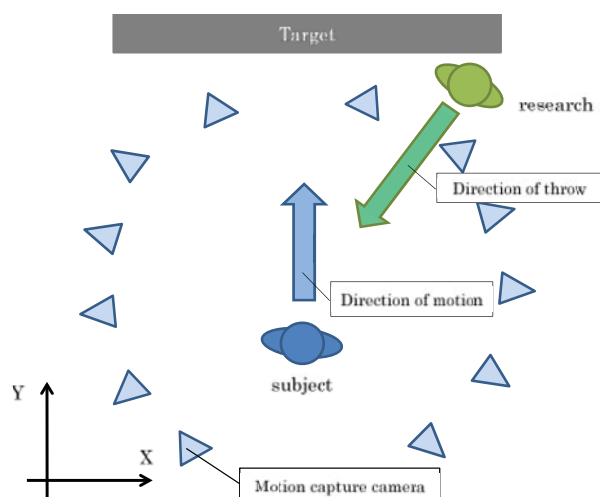 Target
research
Direction of throw
Direction of motion
subject
Y
X
Motion capture camera